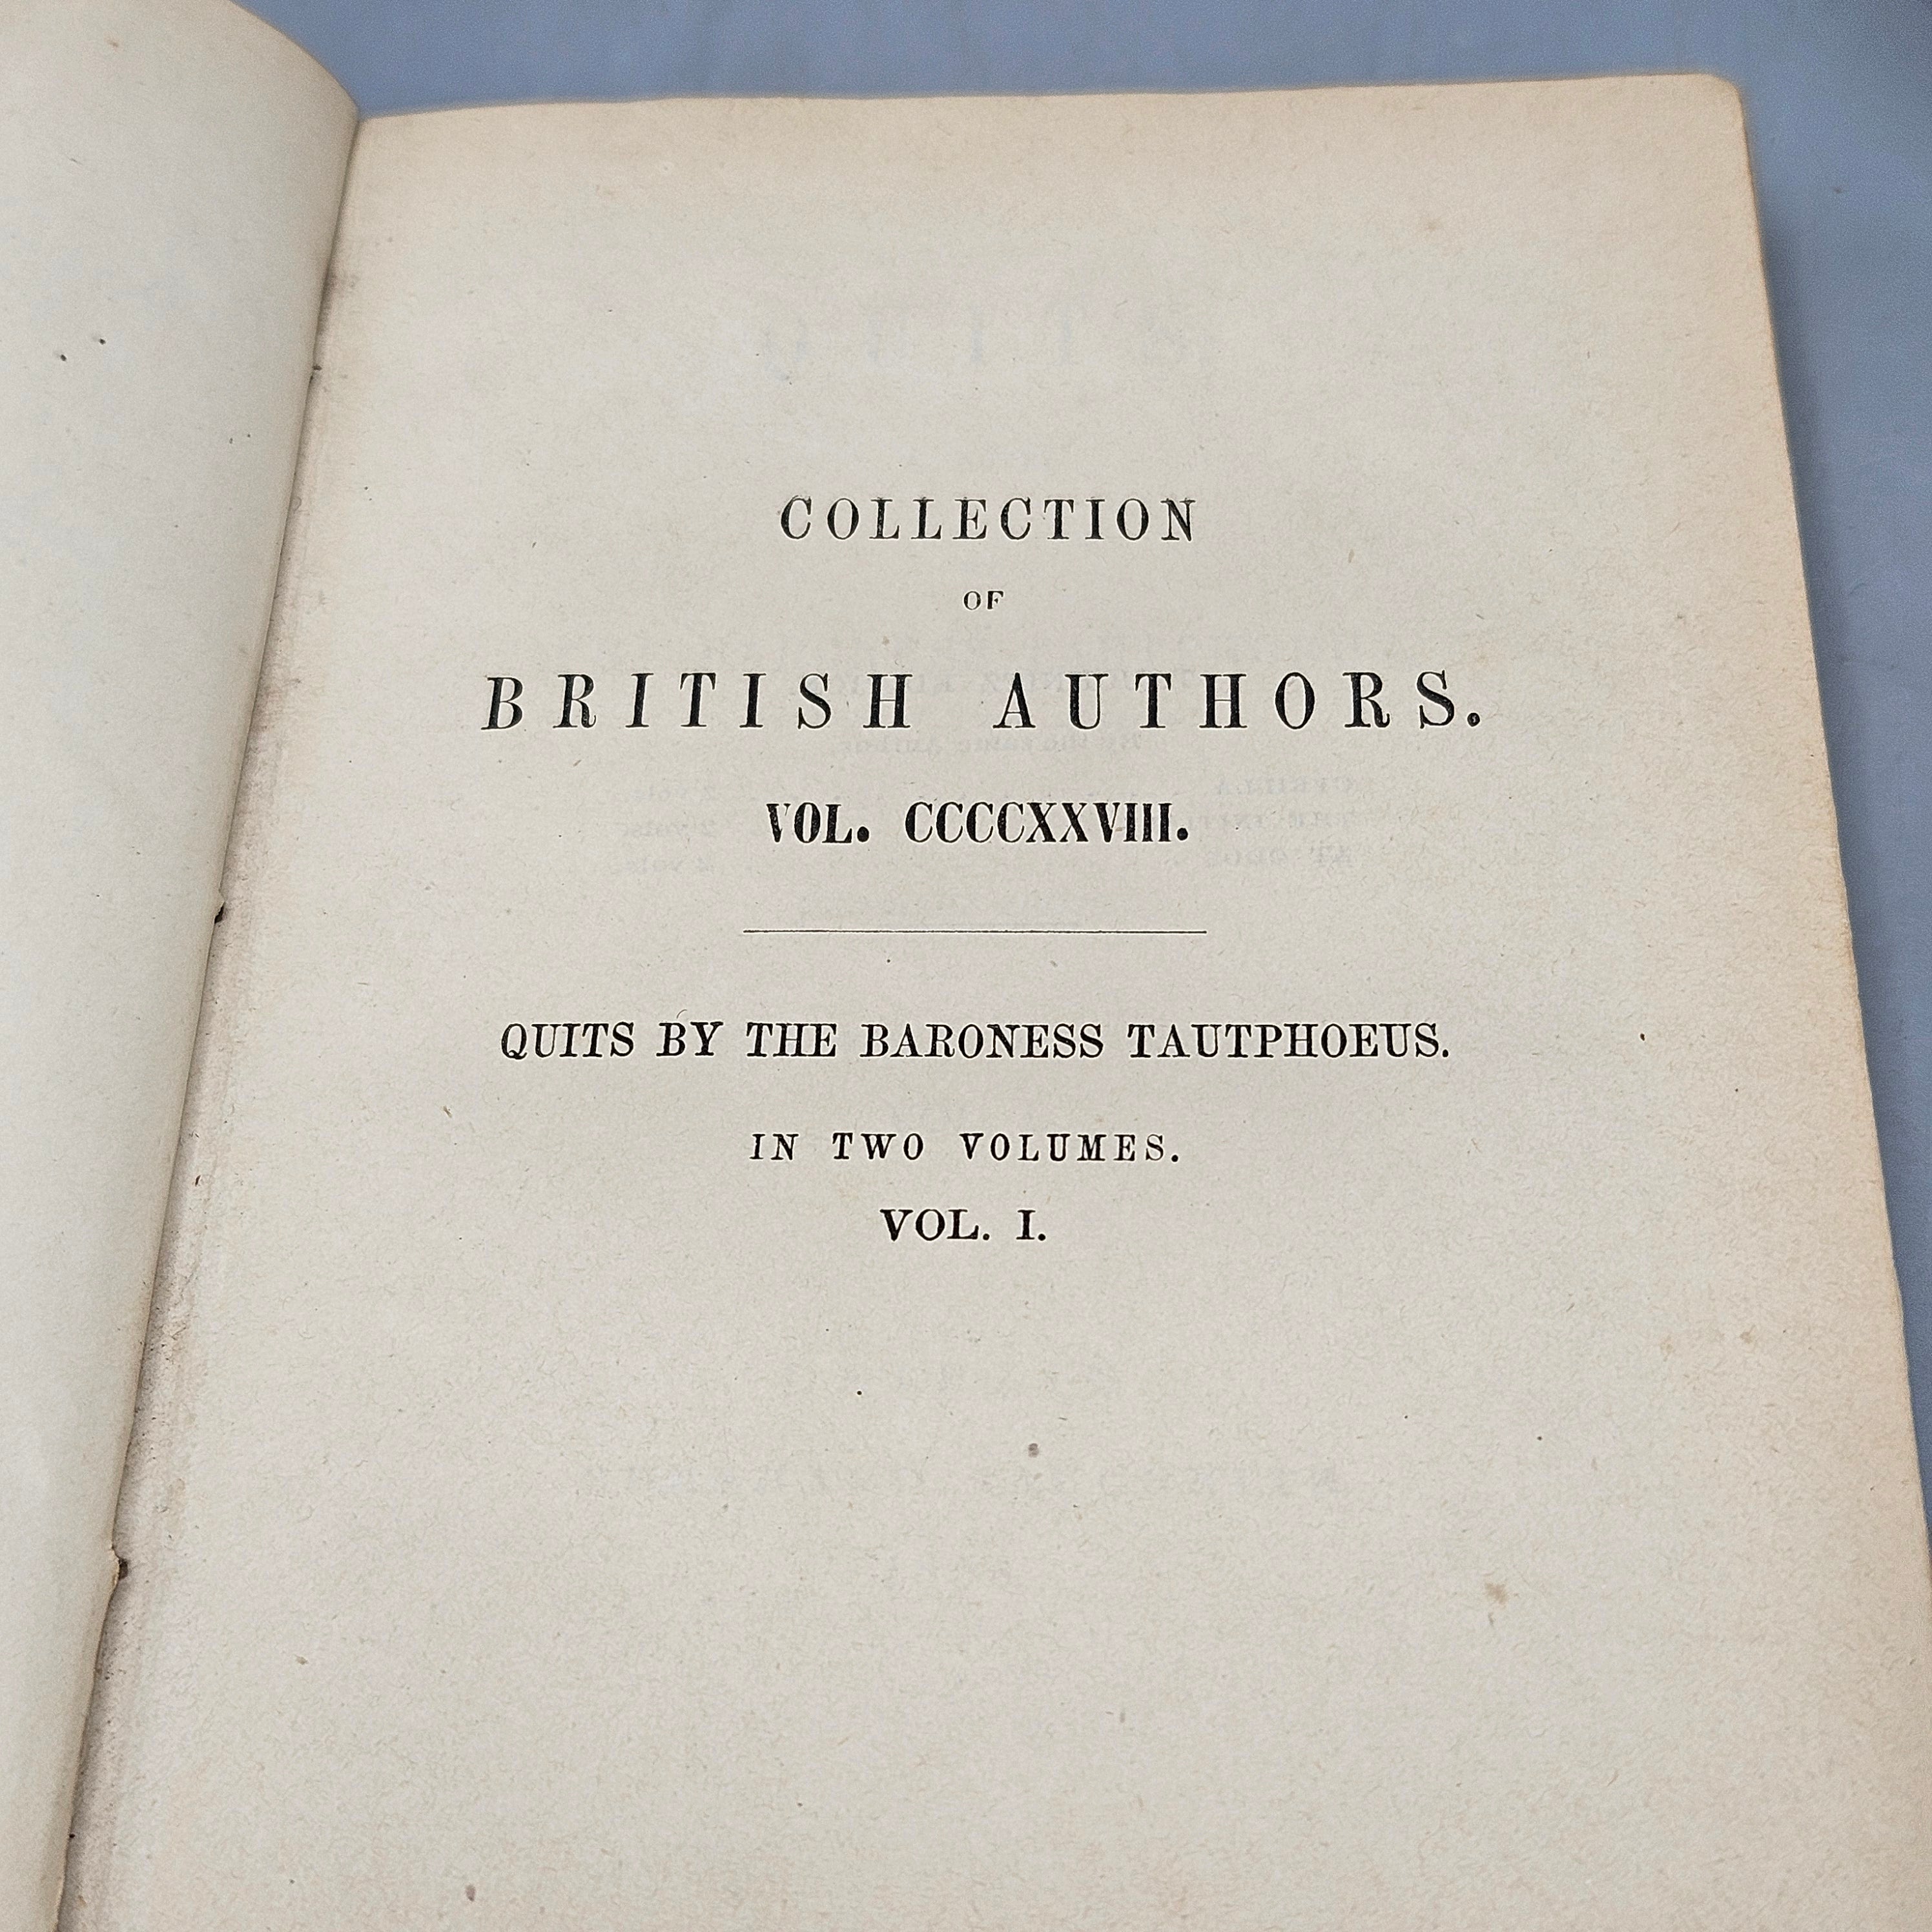 COLLECTION
OF
BRITISH AUTHORS.
VOL. CCCCXXVIII.
QUITS BY THE BARONESS TAUTPHOEUS.
IN TWO VOLUMES.
VOL. I.